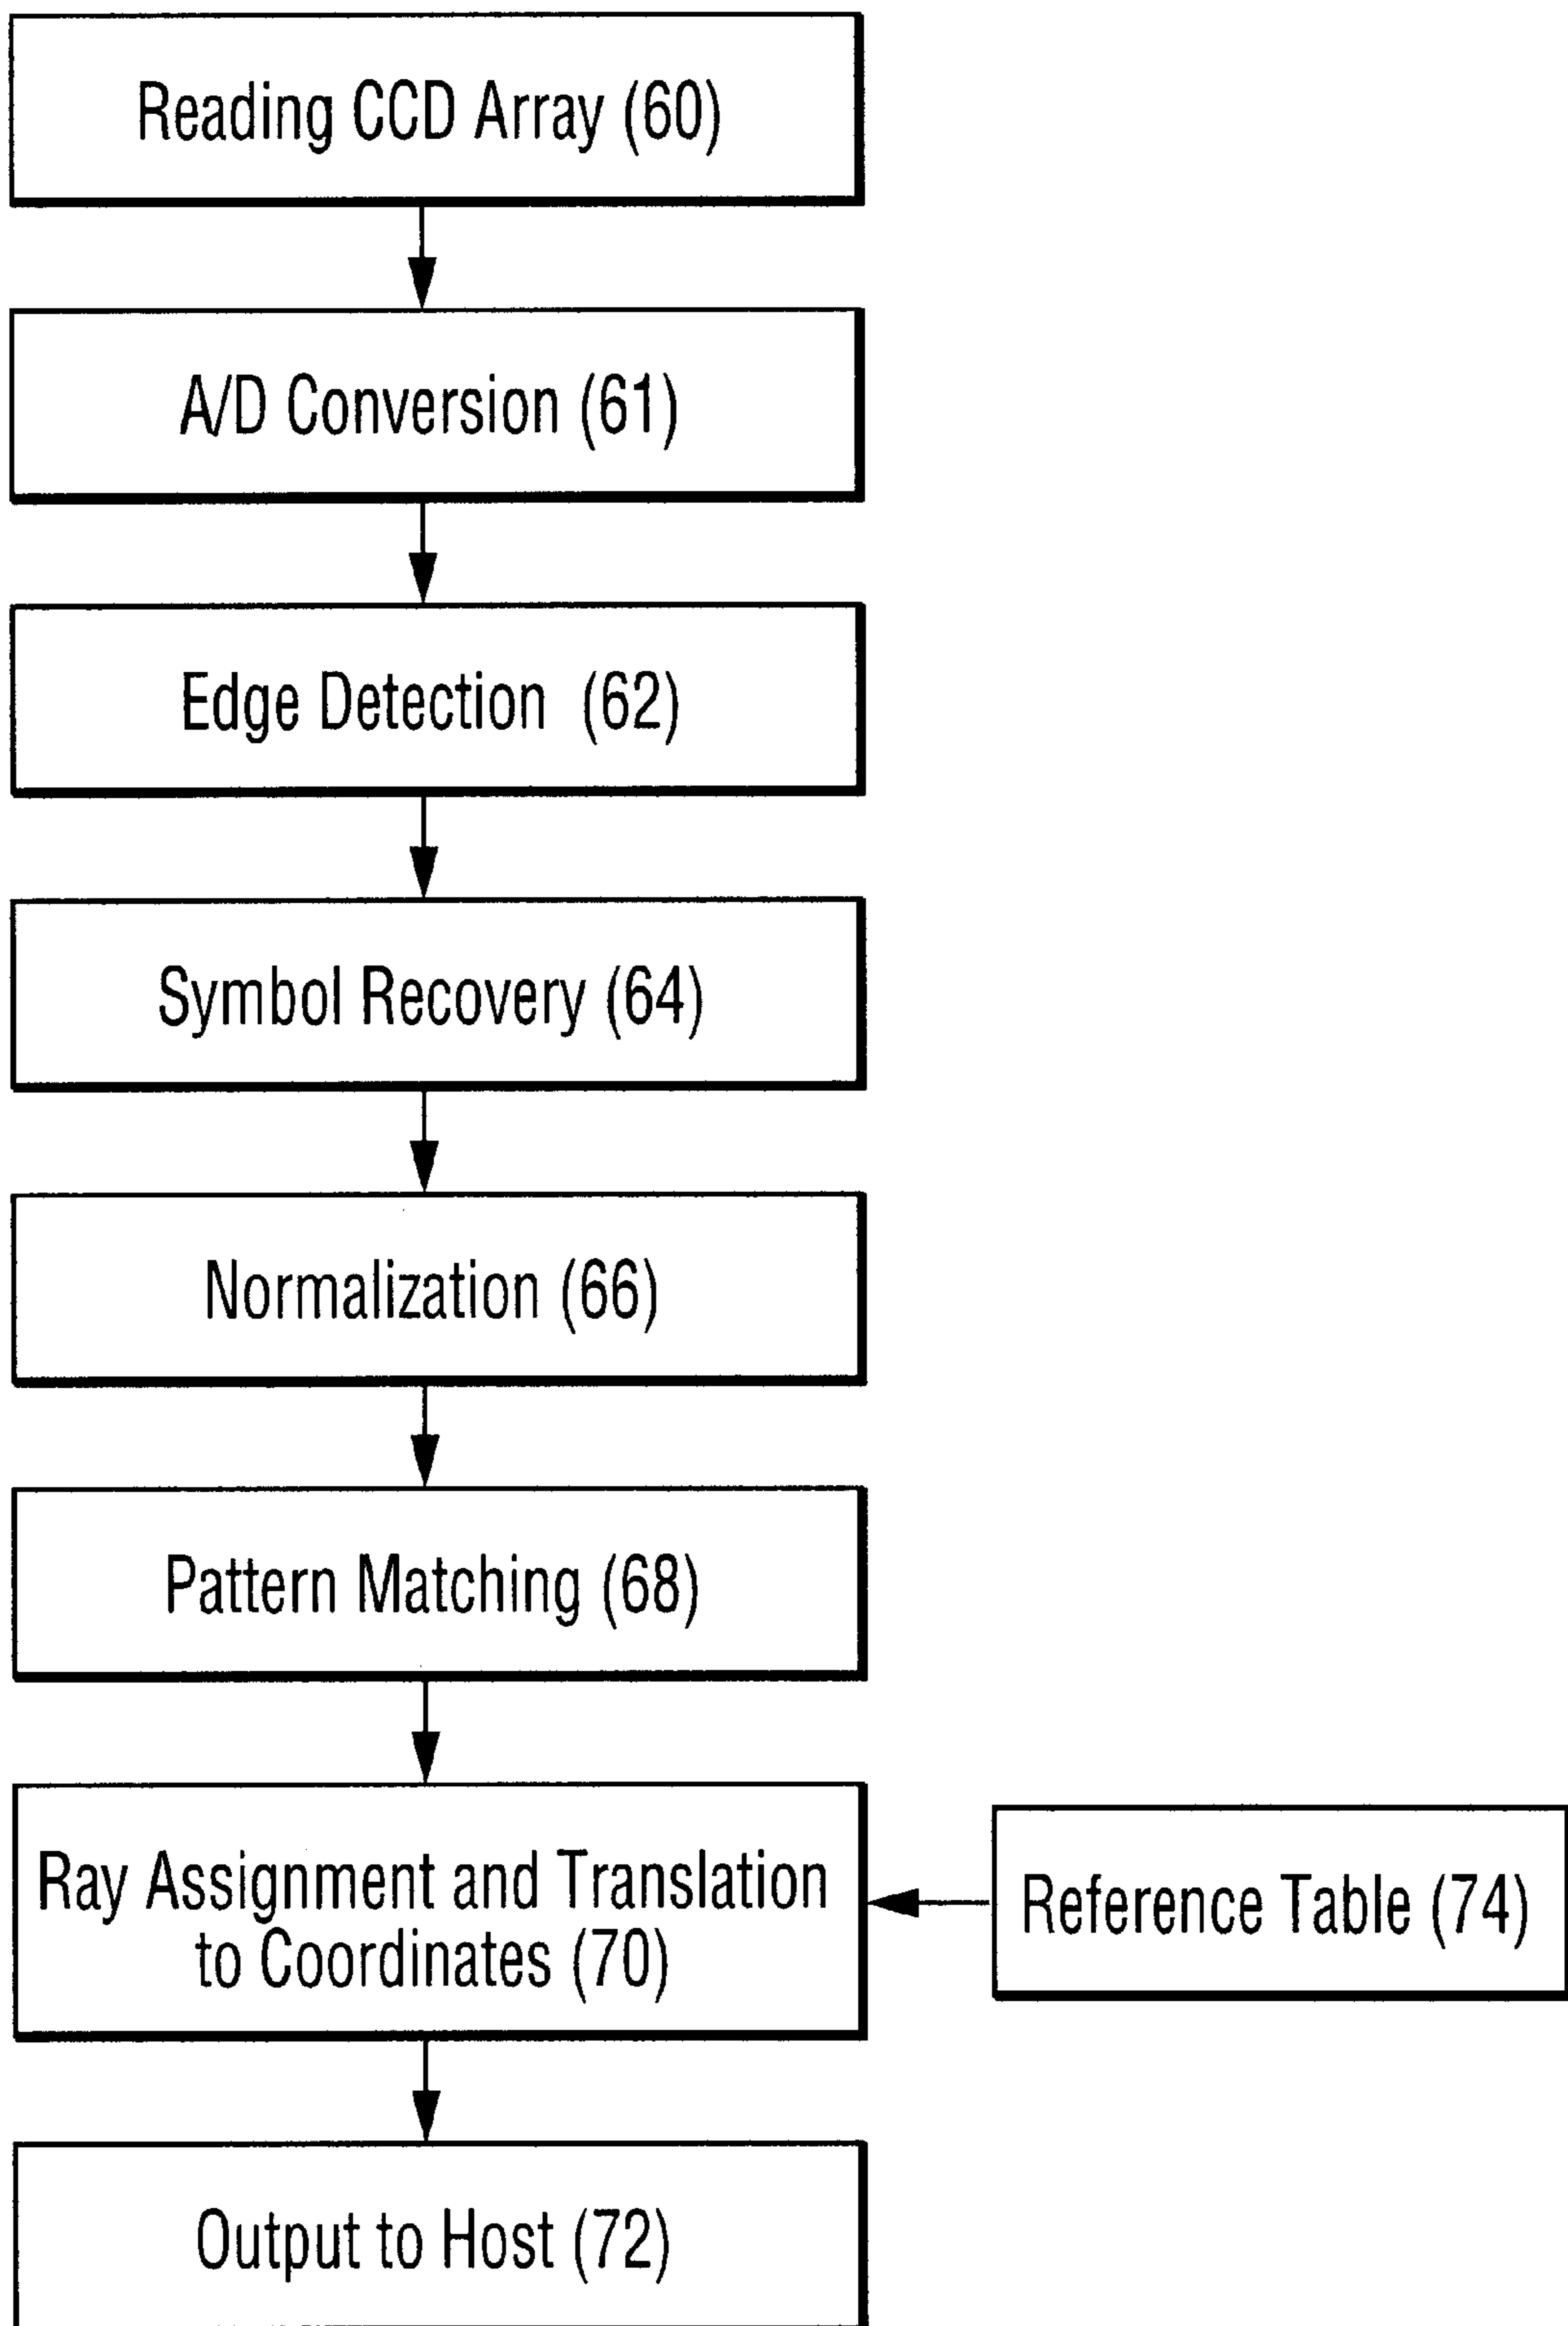 Reading CCD Array (60)
A/D Conversion (61)
Edge Detection (62)
Symbol Recovery (64)
Normalization (66)
Pattern Matching (68)
Ray Assignment and Translation
to Coordinates (70)
Reference Table (74)
Output to Host (72)